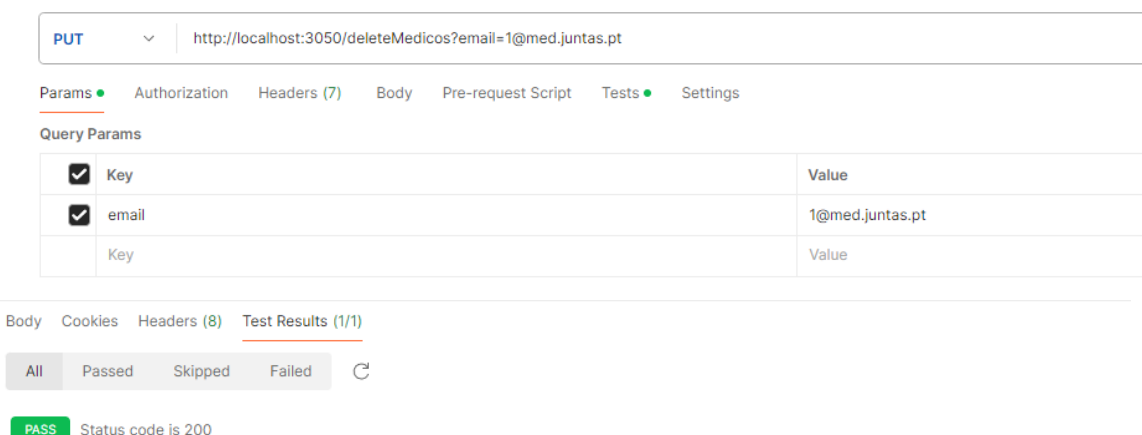 PUT http://localhost:3050/deleteMedicos?email=1@med.juntas.pt
Params Authorization Headers (7) Body Pre-request Script Tests Settings
Query Params
Key Value
email 1@med.juntas.pt
Key Value
Body Cookies Headers (8) Test Results (1/1)
All Passed Skipped Failed
PASS Status code is 200